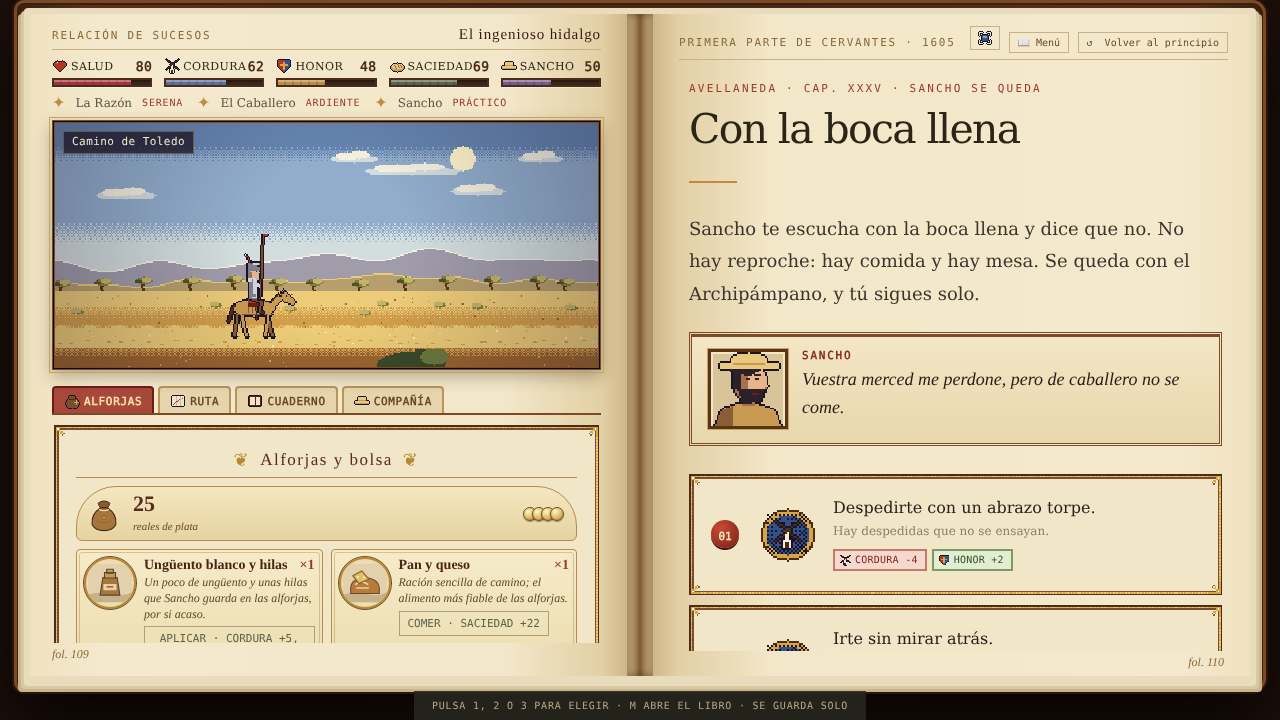 RELACIÓN DE SUCESOS
El ingenioso hidalgo
SALUD 80
CORDURA 62
HONOR 48
SACIEDAD 69
SANCHO 50
La Razón SERENA
El Caballero ARDIENTE
Sancho PRÁCTICO
Camino de Toledo
ALFORJAS
RUTA
CUADERNO
COMPAÑÍA
Alforjas y bolsa
25
reales de plata
Ungüento blanco y hilas ×1
Un poco de ungüento y unas hilas
que Sancho guarda en las alforjas,
por si acaso.
APLICAR · CORDURA +5,
Pan y queso ×1
Ración sencilla de camino; el
alimento más fiable de las alforjas.
COMER · SACIEDAD +22
fol. 109
PRIMERA PARTE DE CERVANTES · 1605
Menú
↺ Volver al principio
AVELLANEDA · CAP. XXXV · SANCHO SE QUEDA
Con la boca llena
Sancho te escucha con la boca llena y dice que no. No
hay reproche: hay comida y hay mesa. Se queda con el
Archipámpano, y tú sigues solo.
SANCHO
Vuestra merced me perdone, pero de caballero no se
come.
01
Despedirte con un abrazo torpe.
Hay despedidas que no se ensayan.
CORDURA -4
HONOR +2
Irte sin mirar atrás.
fol. 110
PULSA 1, 2 O 3 PARA ELEGIR · M ABRE EL LIBRO · SE GUARDA SOLO